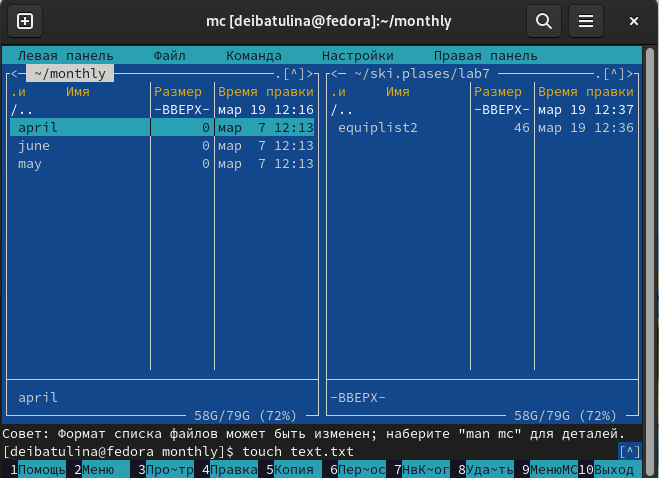 mc [deibatulina@fedora]:~/monthly
Левая панель Файл Команда Настройки Правая панель
<─ ~/monthly .[^]>
<─ ~/ski.plases/lab7 .[^]>
.и Имя Размер Время правки
.и Имя Размер Время правки
/.. -ВВЕРХ- мар 19 12:16
/.. -ВВЕРХ- мар 19 12:37
april 0 мар 7 12:13
equiplist2 46 мар 19 12:36
june 0 мар 7 12:13
may 0 мар 7 12:13
april
-ВВЕРХ-
58G/79G (72%)
58G/79G (72%)
Совет: Формат списка файлов может быть изменен; наберите "man mc" для деталей.
[deibatulina@fedora monthly]$ touch text.txt [^]
1Помощь 2Меню 3Про~тр 4Правка 5Копия 6Пер~ос 7НвК~ог 8Уда~ть 9МенюMC 10Выход